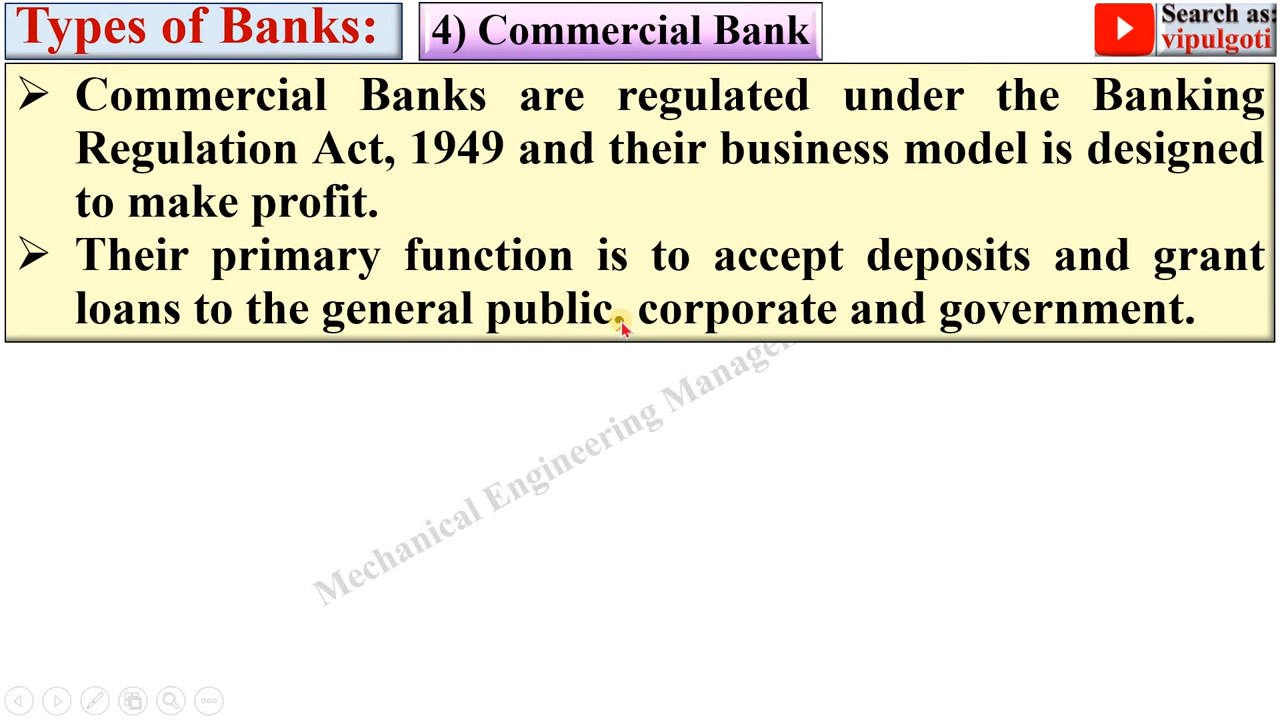 Types of Banks:
4) Commercial Bank
Search as:
vipulgoti
➢ Commercial Banks are regulated under the Banking
Regulation Act, 1949 and their business model is designed
to make profit.
➢ Their primary function is to accept deposits and grant
loans to the general public, corporate and government.
Mechanical Engineering